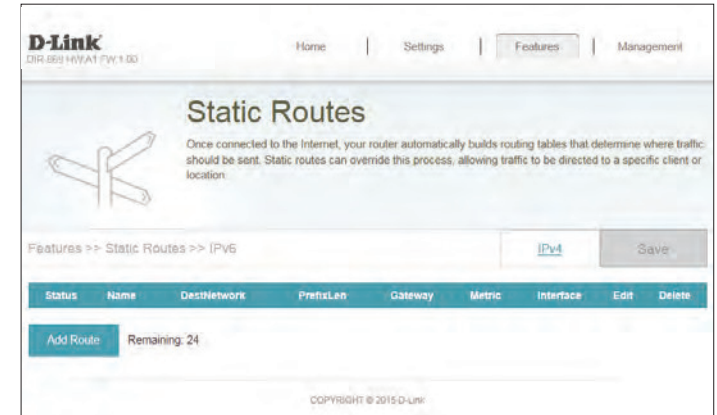 D-Link
DIR-869 HW:A1 FW:1.00
Home | Settings | Features | Management
Static Routes
Once connected to the Internet, your router automatically builds routing tables that determine where traffic
should be sent. Static routes can override this process, allowing traffic to be directed to a specific client or
location.
Features >> Static Routes >> IPv6
IPv4
Save
Status Name DestNetwork PrefixLen Gateway Metric Interface Edit Delete
Add Route Remaining: 24
COPYRIGHT © 2015 D-Link